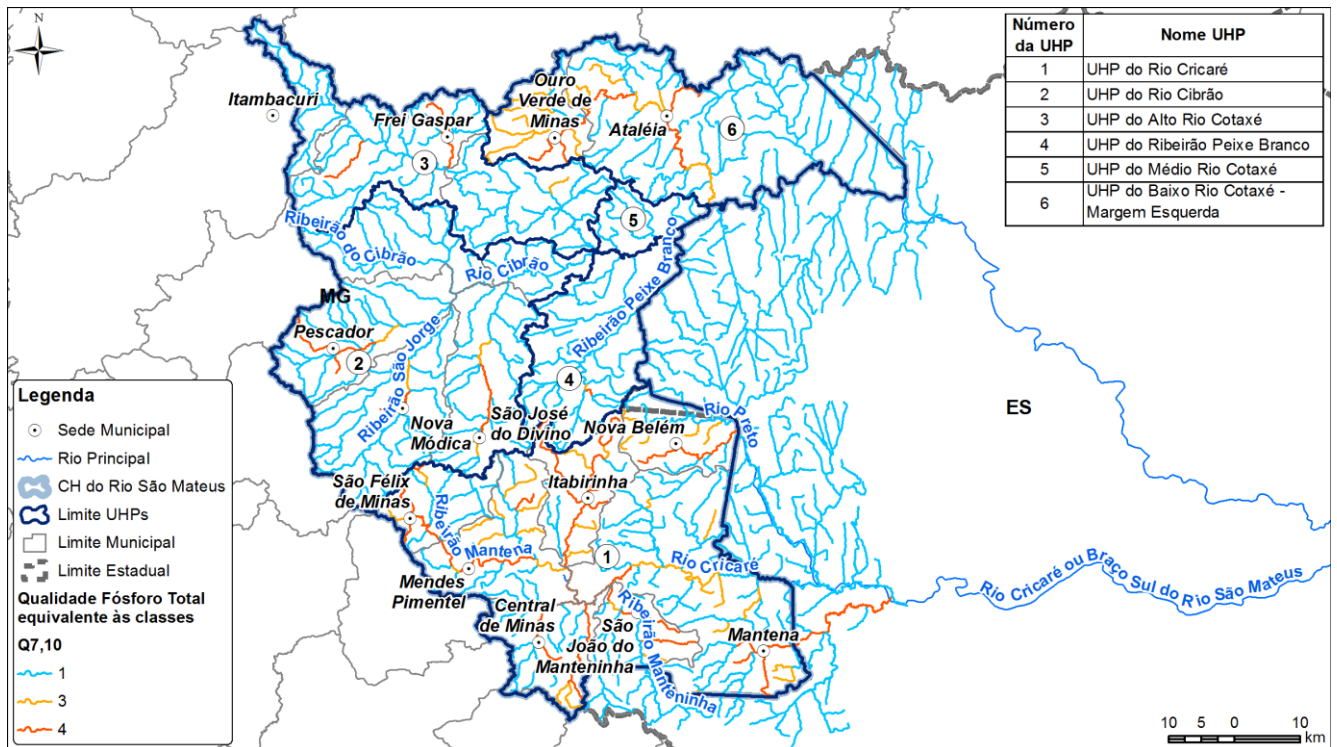 N
Número da UHP
Nome UHP
1 UHP do Rio Cricaré
2 UHP do Rio Cibrão
3 UHP do Alto Rio Cotaxé
4 UHP do Ribeirão Peixe Branco
5 UHP do Médio Rio Cotaxé
6 UHP do Baixo Rio Cotaxé - Margem Esquerda
Itambacuri
Frei Gaspar
Ouro
Verde de
Minas
Ataléia
6
3
5
Ribeirão do Cibrão
Rio Cibrão
Ribeirão Peixe Branco
MG
Pescador
2
Ribeirão São Jorge
4
ES
Rio Preto
Nova
Módica
São José
do Divino
Nova Belém
São Félix
de Minas
Itabirinha
Ribeirão Mantena
1
Rio Cricaré
Mendes
Pimentel
Central
de Minas
São
João do
Manteninha
Ribeirão Manteninha
Mantena
Rio Cricaré ou Braço Sul do Rio São Mateus
Legenda
Sede Municipal
Rio Principal
CH do Rio São Mateus
Limite UHPs
Limite Municipal
Limite Estadual
Qualidade Fósforo Total
equivalente às classes
Q7,10
1
3
4
10 5 0 10
km